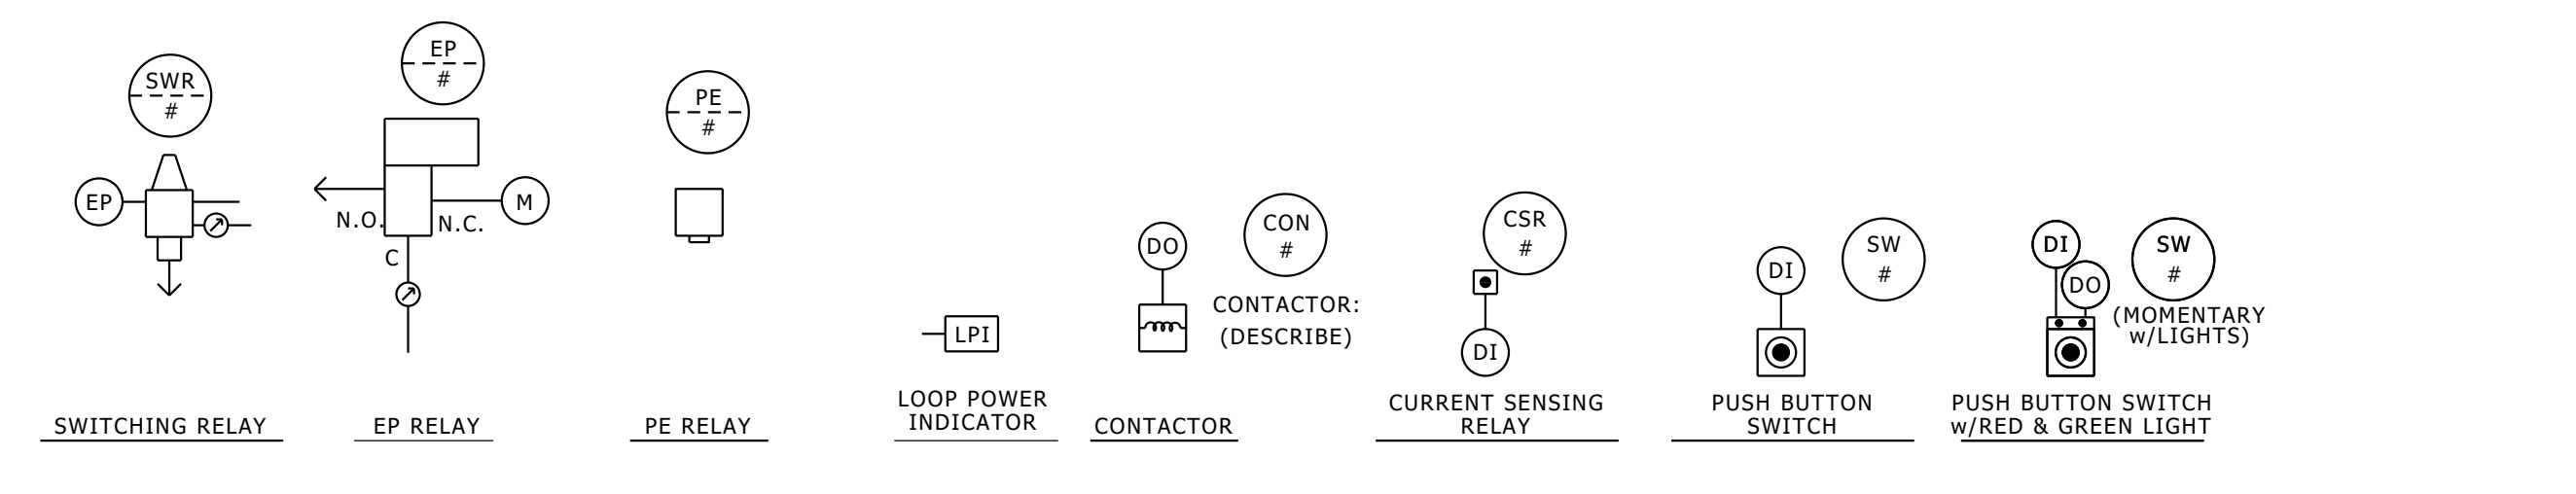 SWR
#
EP
SWITCHING RELAY
EP
#
N.O.
N.C.
M
C
EP RELAY
PE
#
PE RELAY
LPI
LOOP POWER
INDICATOR
DO
CON
#
CONTACTOR:
(DESCRIBE)
CONTACTOR
CSR
#
DI
CURRENT SENSING
RELAY
DI
SW
#
PUSH BUTTON
SWITCH
DI
DO
SW
#
(MOMENTARY
w/LIGHTS)
PUSH BUTTON SWITCH
w/RED & GREEN LIGHT